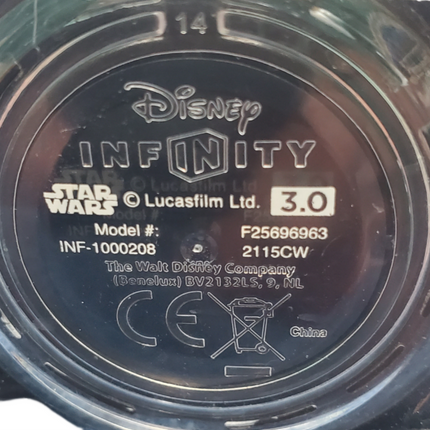 14
Disney
INFINITY
STAR WARS © Lucasfilm Ltd. 3.0
Model #: F25696963
INF-1000208 2115CW
The Walt Disney Company
(Benelux) BV2132LS, 9, NL
CE China